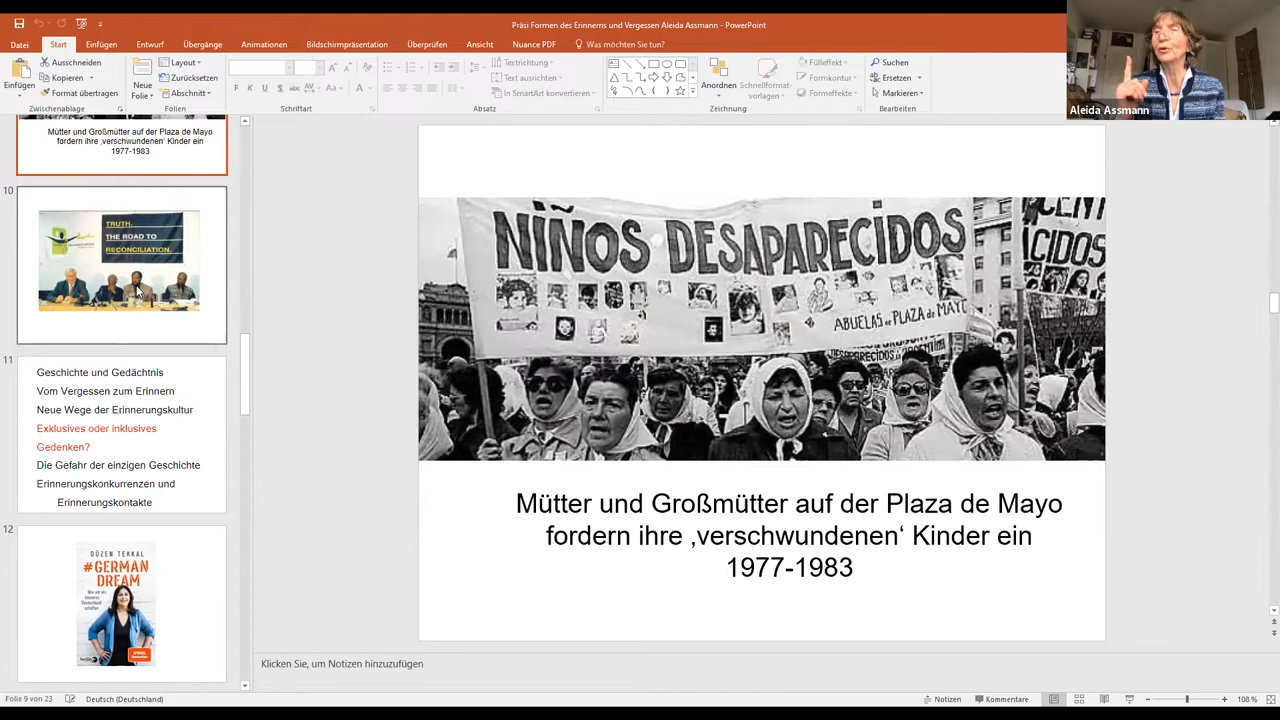 Präsi Formen des Erinnerns und Vergessen Aleida Assmann - PowerPoint
Datei Start Einfügen Entwurf Übergänge Animationen Bildschirmpräsentation Überprüfen Ansicht Nuance PDF Was möchten Sie tun?
Einfügen
Ausschneiden
Kopieren
Format übertragen
Zwischenablage
Neue
Folie
Layout
Zurücksetzen
Abschnitt
Folien
F K U S abc AV Aa A
Schriftart
Textrichtung
Text ausrichten
In SmartArt konvertieren
Absatz
Anordnen
Schnellformat-
vorlagen
Fülleffekt
Formkontur
Formeffekte
Zeichnung
Suchen
Ersetzen
Markieren
Bearbeiten
Aleida Assmann
Mütter und Großmütter auf der Plaza de Mayo
fordern ihre ‚verschwundenen‘ Kinder ein
1977-1983
10
TRUTH.
THE ROAD TO
RECONCILIATION.
11
Geschichte und Gedächtnis
Vom Vergessen zum Erinnern
Neue Wege der Erinnerungskultur
Exklusives oder inklusives
Gedenken?
Die Gefahr der einzigen Geschichte
Erinnerungskonkurrenzen und
Erinnerungskontakte
12
DÜZEN TEKKAL
#GERMAN
DREAM
NIÑOS DESAPARECIDOS
ABUELAS DE PLAZA DE MAYO
DESAPARECIDOS
CIDOS
Mütter und Großmütter auf der Plaza de Mayo
fordern ihre ‚verschwundenen‘ Kinder ein
1977-1983
Klicken Sie, um Notizen hinzuzufügen
Folie 9 von 23 Deutsch (Deutschland) Notizen Kommentare 108 %